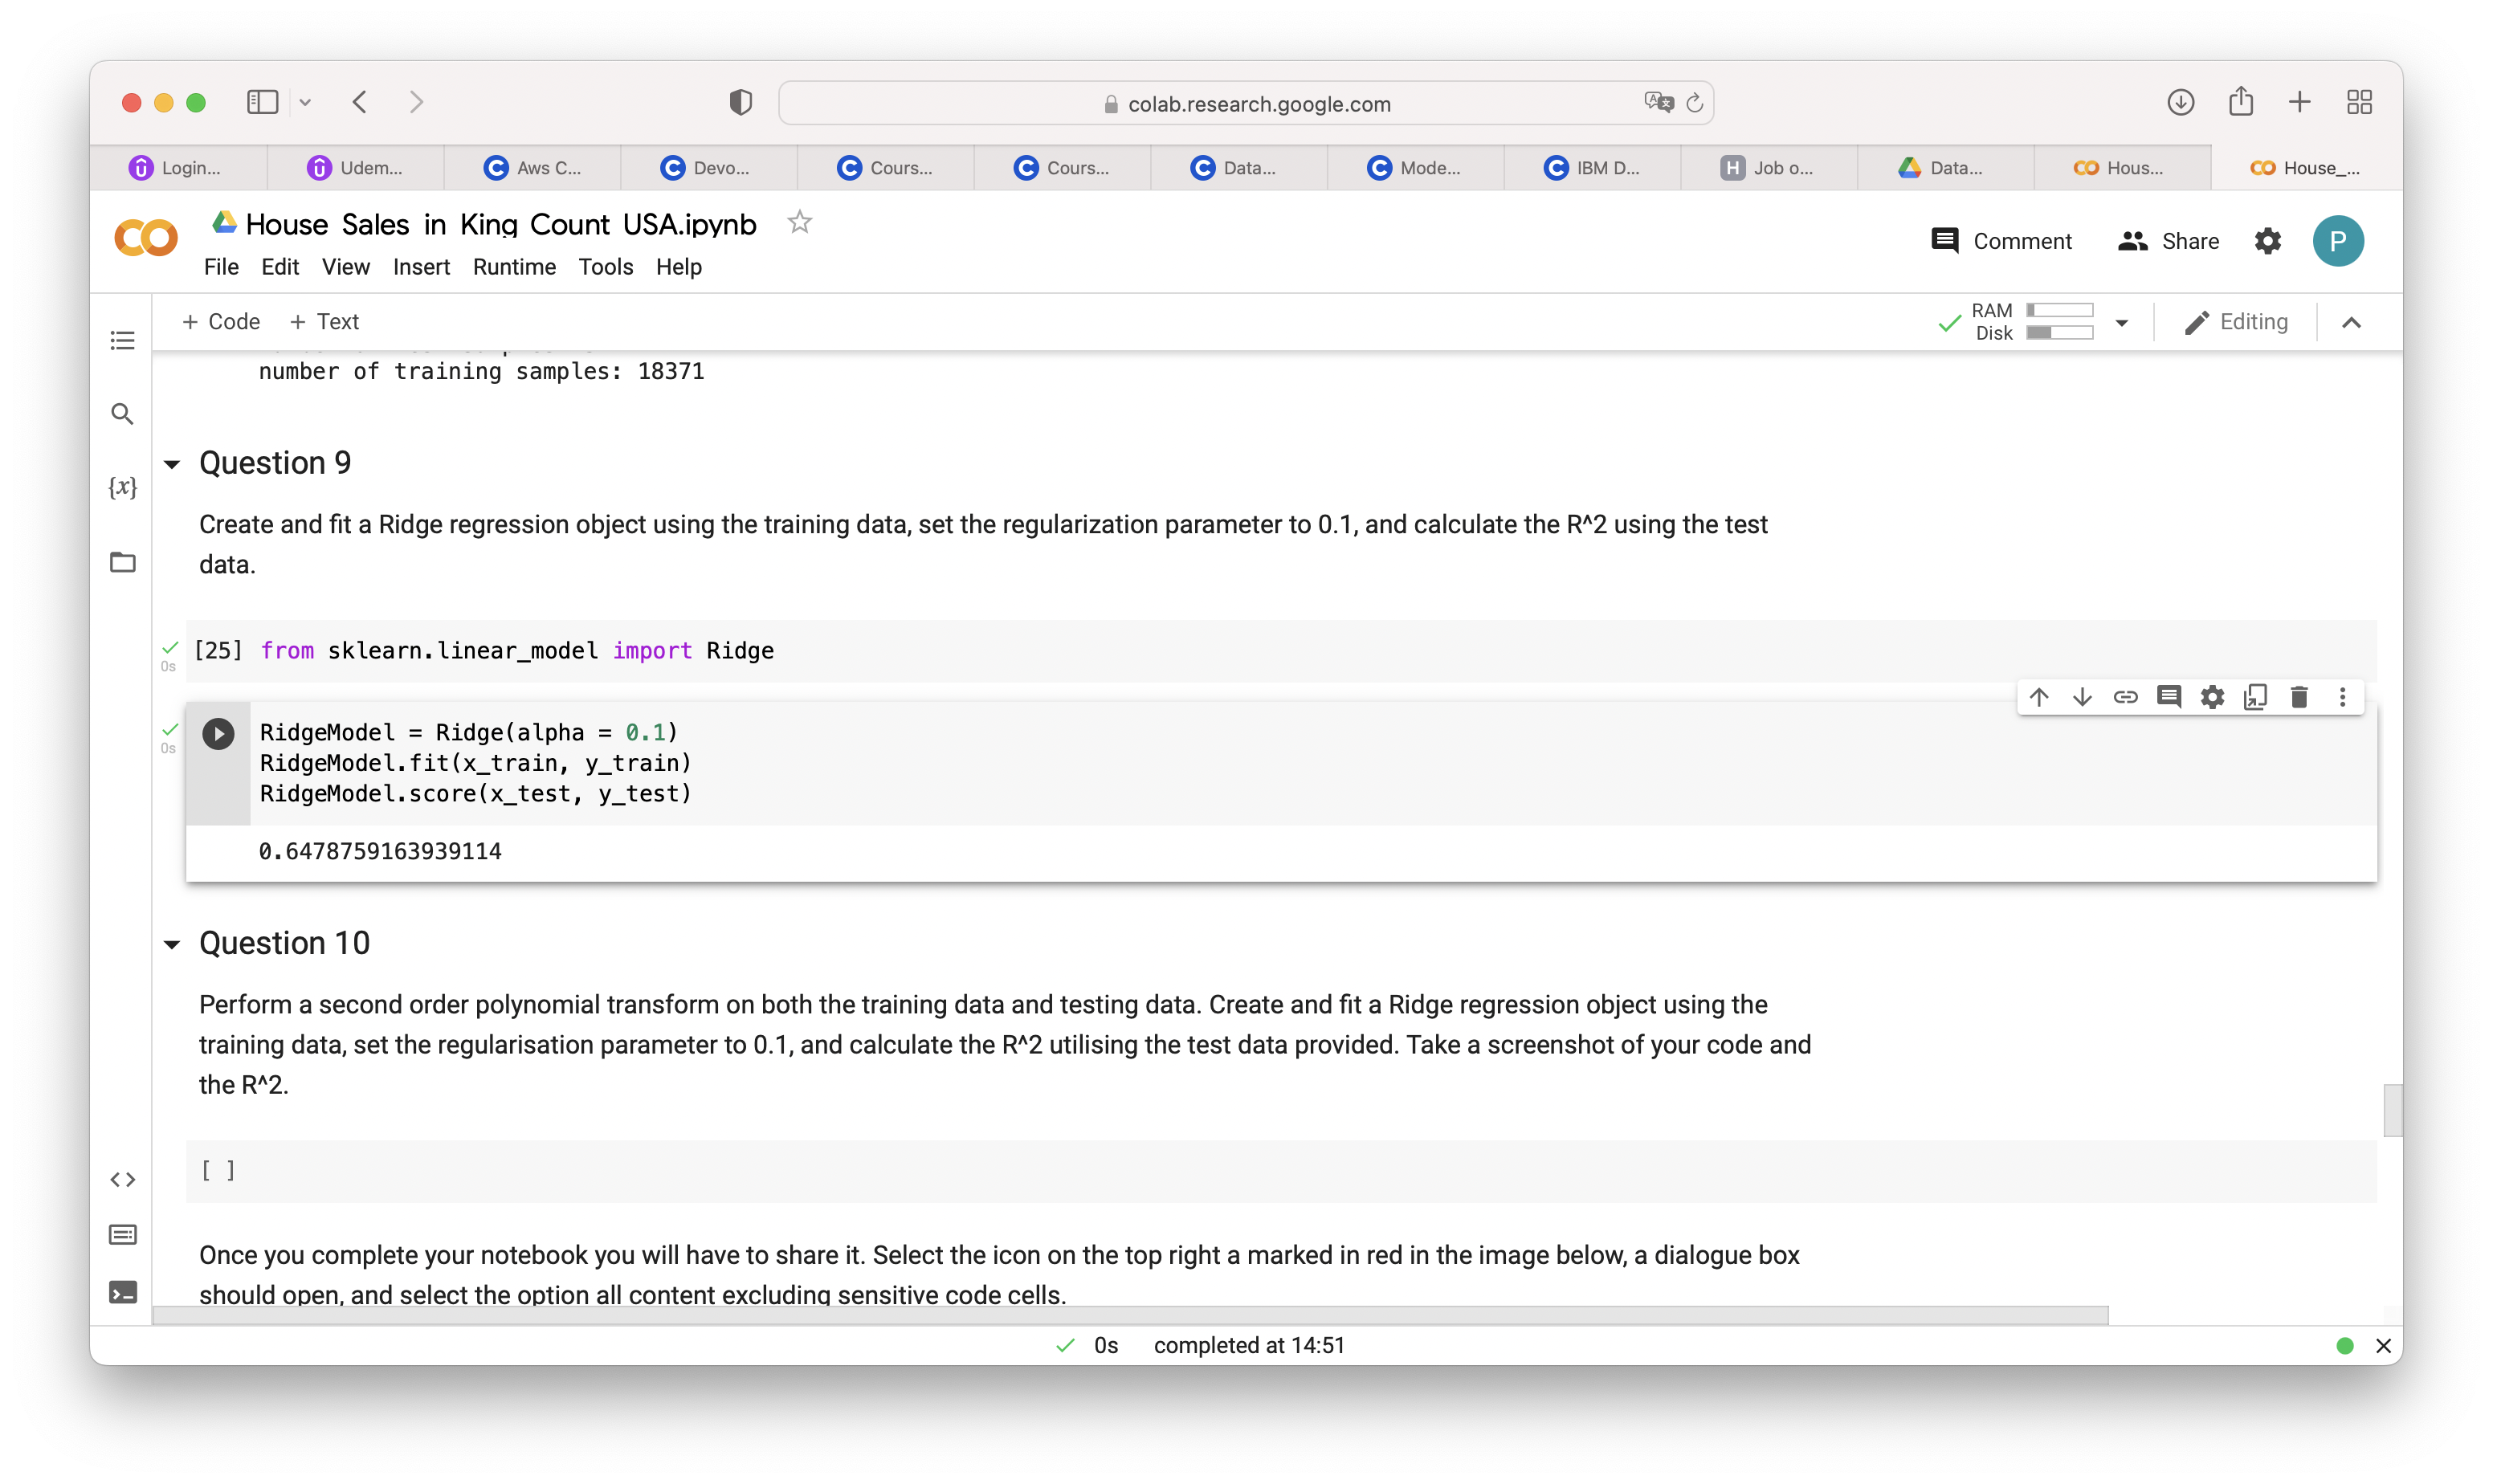 colab.research.google.com
Login...
Udem...
Aws C...
Devo...
Cours...
Cours...
Data...
Mode...
IBM D...
H Job o...
Data...
Hous...
House_...
House Sales in King Count USA.ipynb
Comment
Share
P
File Edit View Insert Runtime Tools Help
+ Code + Text
RAM
Disk
Editing
number of training samples: 18371
Question 9
Create and fit a Ridge regression object using the training data, set the regularization parameter to 0.1, and calculate the R^2 using the test
data.
[25] from sklearn.linear_model import Ridge
0s
RidgeModel = Ridge(alpha = 0.1)
0s
RidgeModel.fit(x_train, y_train)
RidgeModel.score(x_test, y_test)
0.6478759163939114
Question 10
Perform a second order polynomial transform on both the training data and testing data. Create and fit a Ridge regression object using the
training data, set the regularisation parameter to 0.1, and calculate the R^2 utilising the test data provided. Take a screenshot of your code and
the R^2.
[ ]
Once you complete your notebook you will have to share it. Select the icon on the top right a marked in red in the image below, a dialogue box
should open, and select the option all content excluding sensitive code cells.
0s completed at 14:51